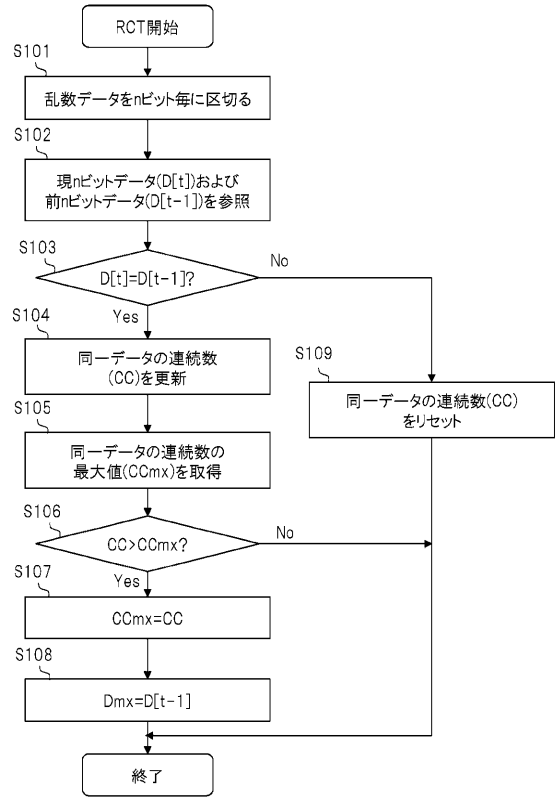 RCT開始
S101
乱数データをnビット毎に区切る
S102
現nビットデータ(D[t])および
前nビットデータ(D[t-1])を参照
S103
D[t]=D[t-1]?
No
Yes
S104
同一データの連続数
(CC)を更新
S109
同一データの連続数(CC)
をリセット
S105
同一データの連続数の
最大値(CCmx)を取得
S106
CC>CCmx?
No
Yes
S107
CCmx=CC
S108
Dmx=D[t-1]
終了